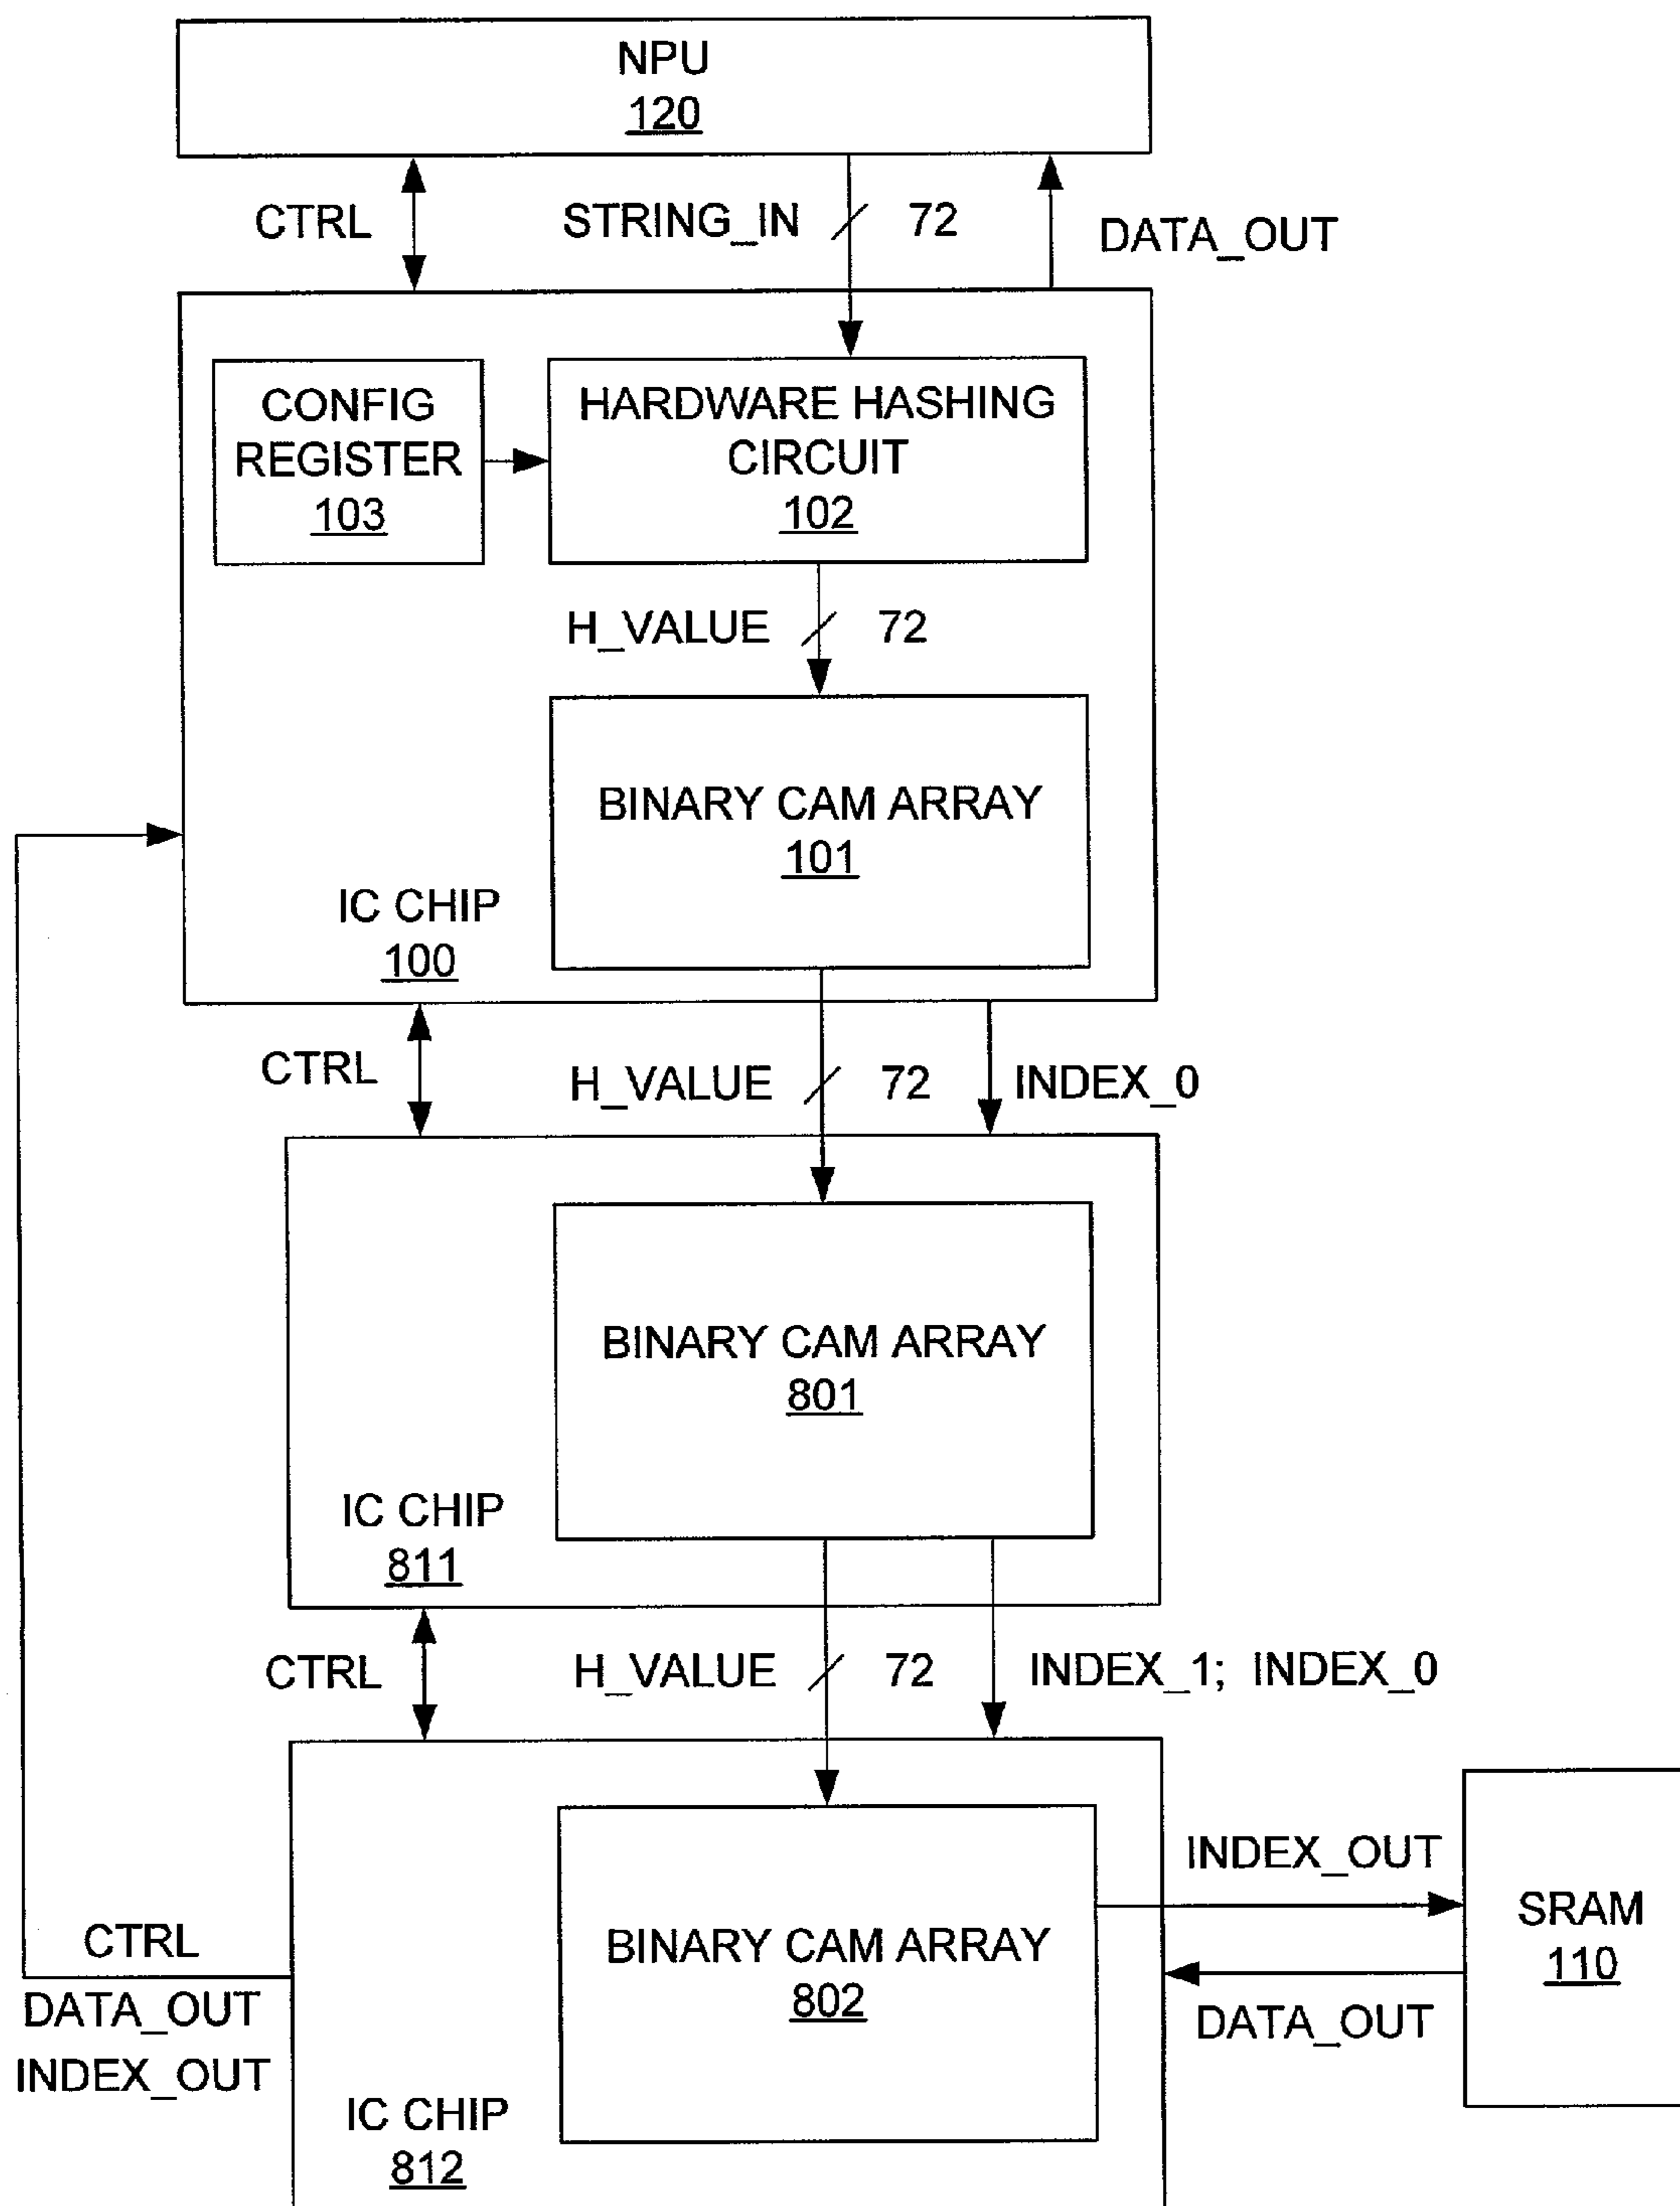 NPU
120
CTRL
STRING_IN
72
DATA_OUT
CONFIG
REGISTER
103
HARDWARE HASHING
CIRCUIT
102
H_VALUE
72
BINARY CAM ARRAY
101
IC CHIP
100
CTRL
H_VALUE
72
INDEX_0
BINARY CAM ARRAY
801
IC CHIP
811
CTRL
H_VALUE
72
INDEX_1; INDEX_0
BINARY CAM ARRAY
802
IC CHIP
812
INDEX_OUT
DATA_OUT
SRAM
110
CTRL
DATA_OUT
INDEX_OUT